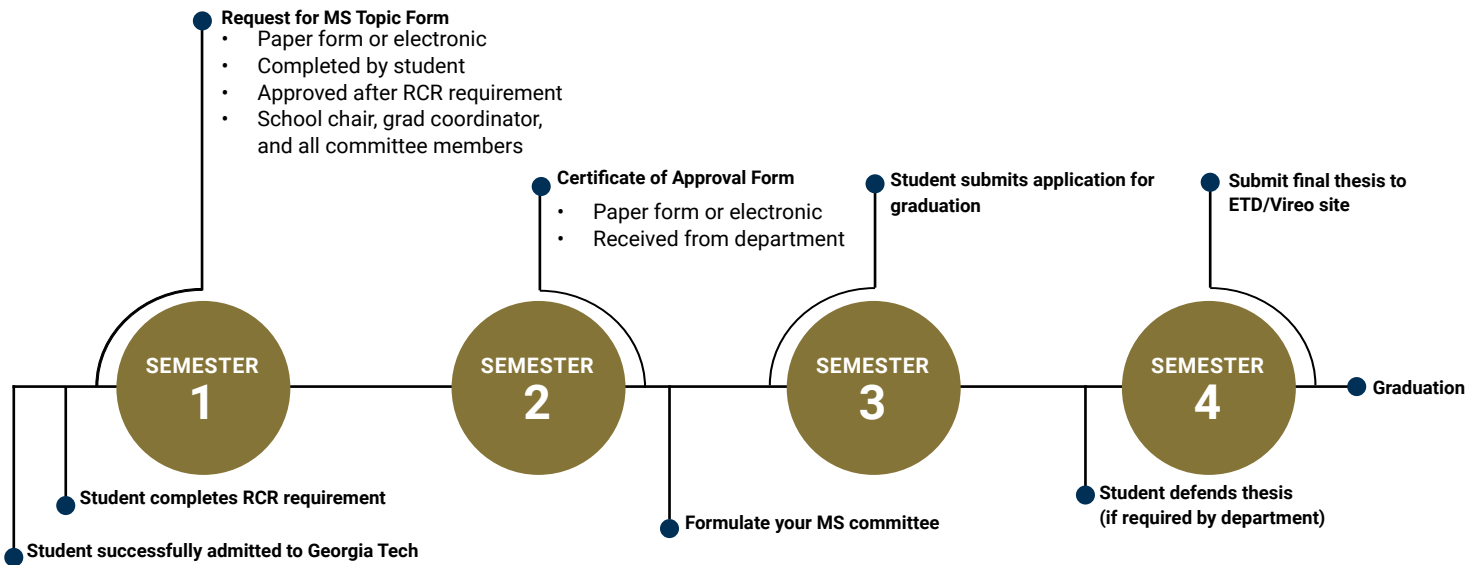 Request for MS Topic Form
• Paper form or electronic
• Completed by student
• Approved after RCR requirement
• School chair, grad coordinator,
and all committee members
Certificate of Approval Form
• Paper form or electronic
• Received from department
Student submits application for
graduation
Submit final thesis to
ETD/Vireo site
SEMESTER
1
SEMESTER
2
SEMESTER
3
SEMESTER
4
Graduation
Student completes RCR requirement
Student successfully admitted to Georgia Tech
Formulate your MS committee
Student defends thesis
(if required by department)